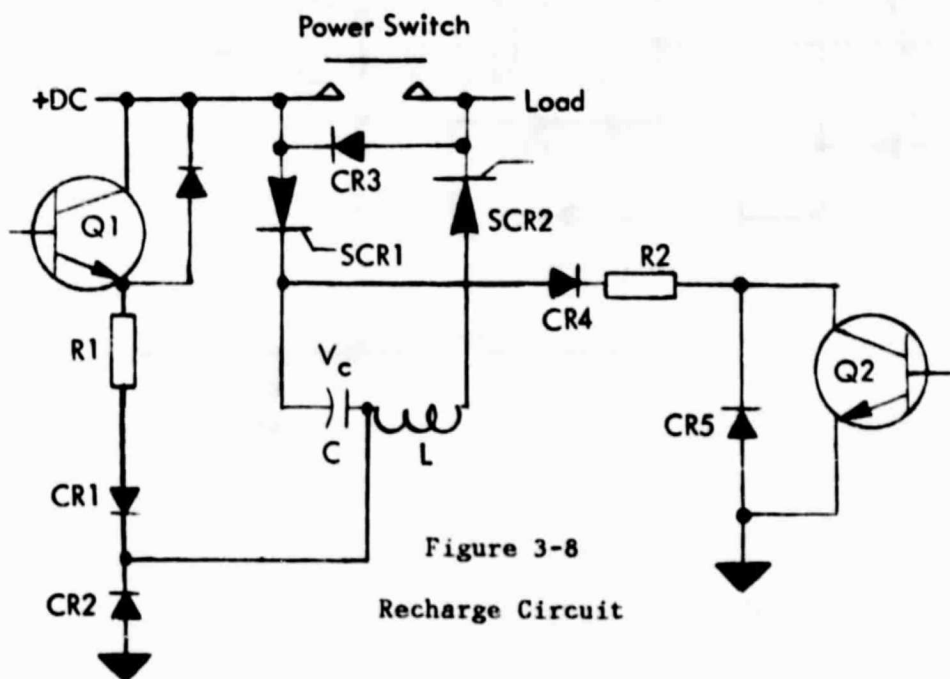 Power Switch
+DC
Load
CR3
Q1
SCR1
SCR2
R2
CR4
R1
Vc
C
L
Q2
CR5
CR1
Figure 3-8
CR2
Recharge Circuit